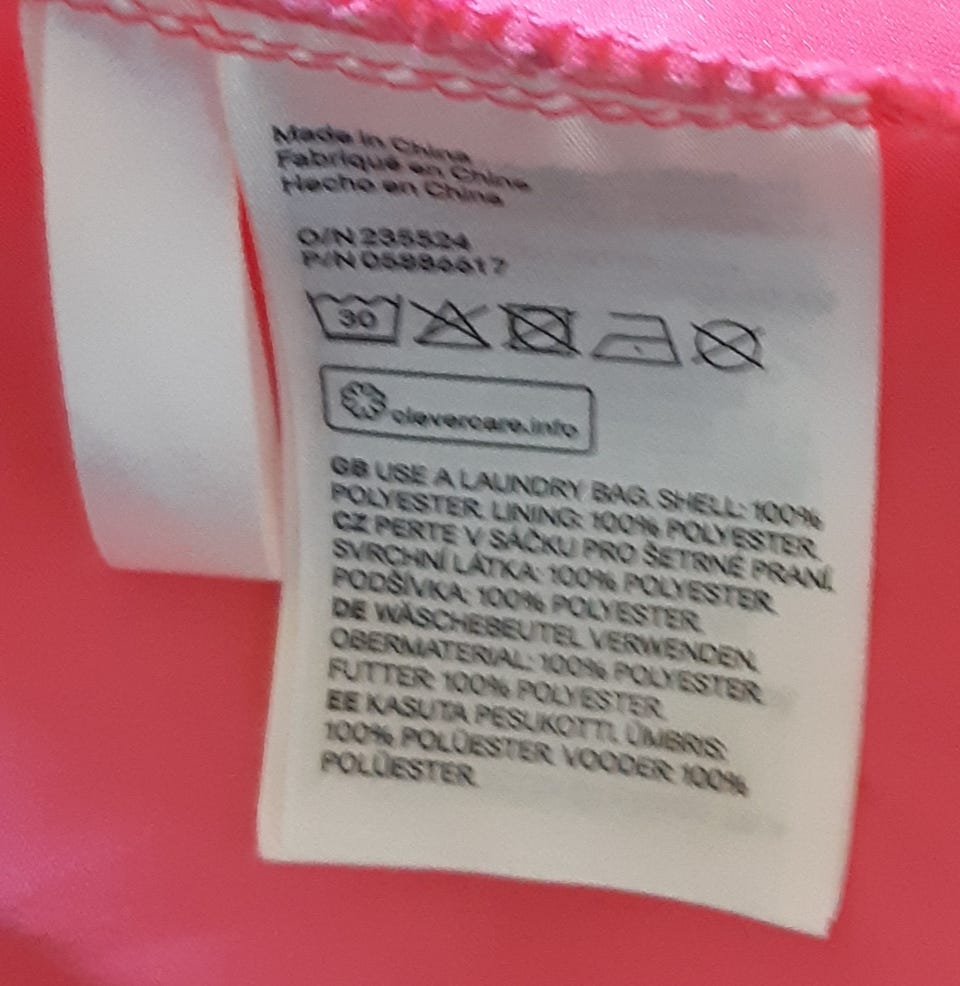 Made in China
Fabriqué en Chine
Hecho en China
O/N 235524
P/N 05886617
30
clevercare.info
GB USE A LAUNDRY BAG. SHELL: 100%
POLYESTER. LINING: 100% POLYESTER.
CZ PERTE V SÁČKU PRO ŠETRNÉ PRANÍ.
SVRCHNÍ LÁTKA: 100% POLYESTER.
PODŠÍVKA: 100% POLYESTER.
DE WÄSCHEBEUTEL VERWENDEN.
OBERMATERIAL: 100% POLYESTER.
FUTTER: 100% POLYESTER.
EE KASUTA PESUKOTTI. ÜMBRIS:
100% POLÜESTER. VOODER: 100%
POLÜESTER.